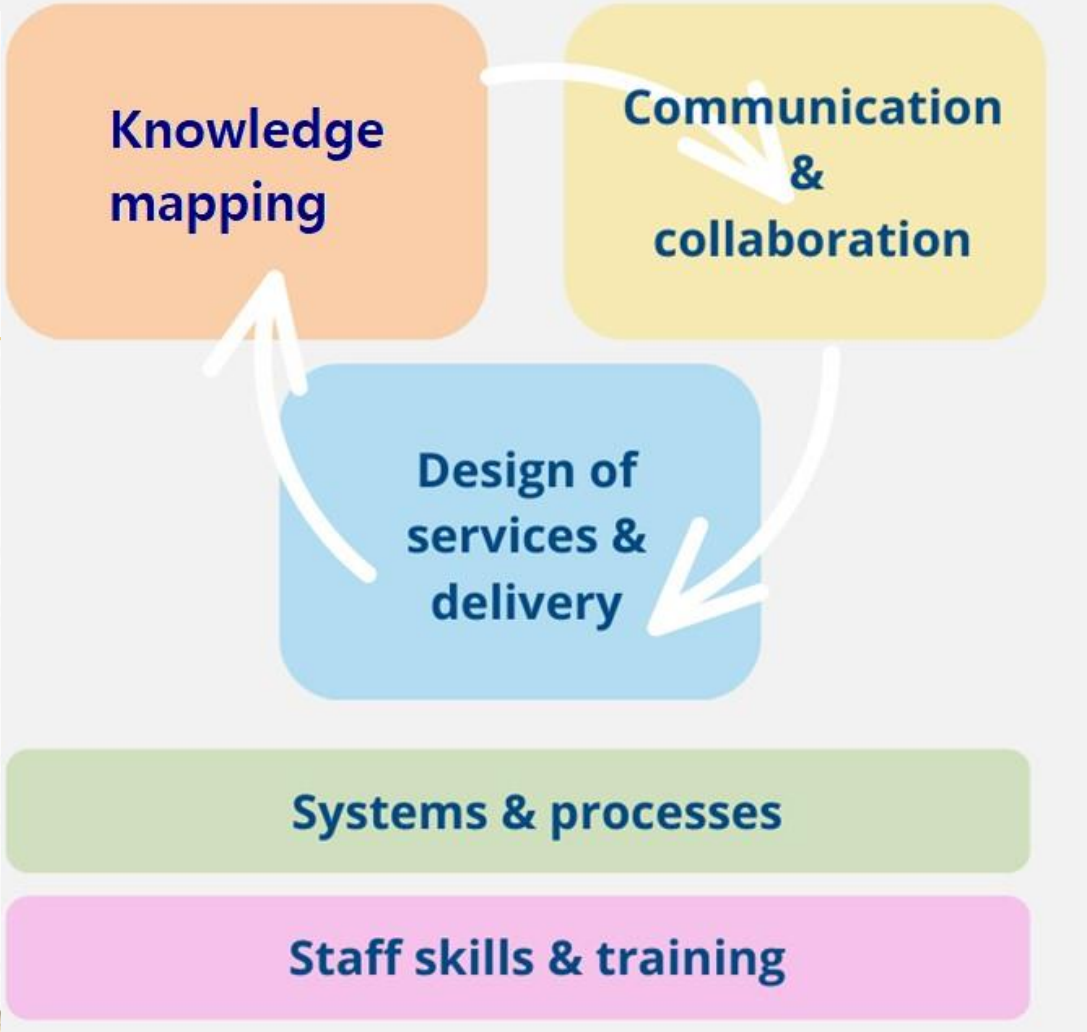 Knowledge
mapping
Communication
&
collaboration
Design of
services &
delivery
Systems & processes
Staff skills & training